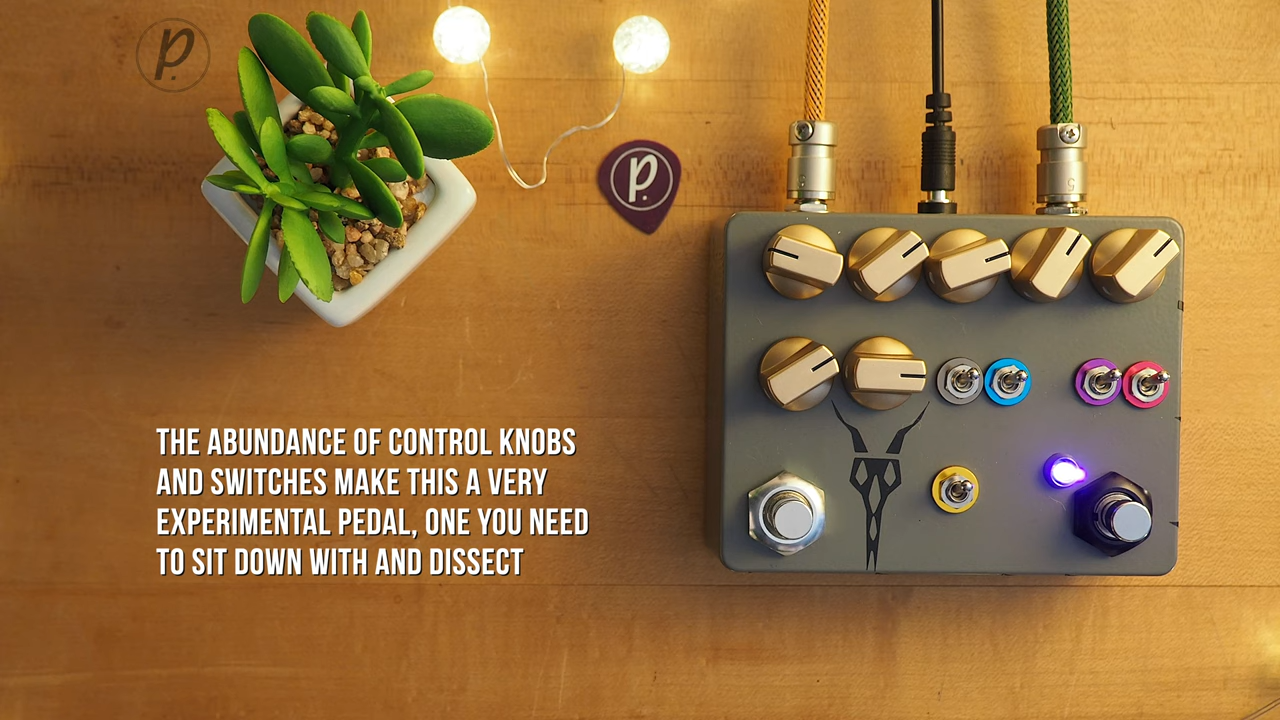 p.
p.
THE ABUNDANCE OF CONTROL KNOBS
AND SWITCHES MAKE THIS A VERY
EXPERIMENTAL PEDAL, ONE YOU NEED
TO SIT DOWN WITH AND DISSECT
5